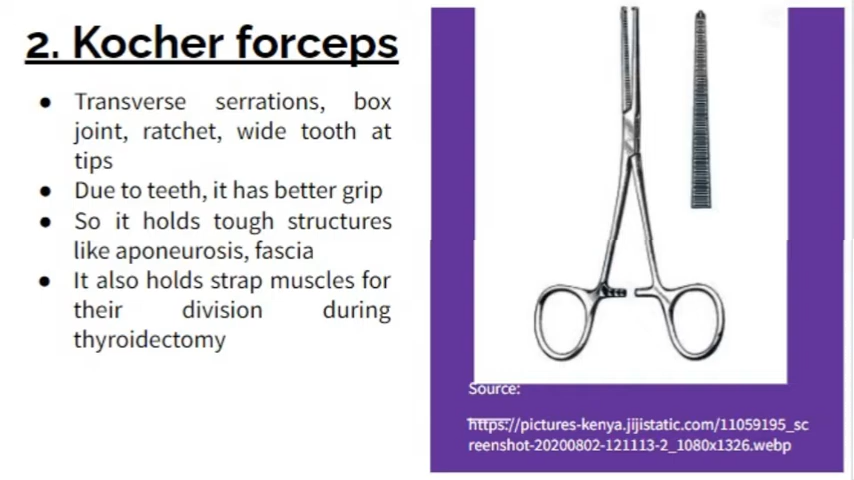 2. Kocher forceps
● Transverse serrations, box
joint, ratchet, wide tooth at
tips
● Due to teeth, it has better grip
● So it holds tough structures
like aponeurosis, fascia
● It also holds strap muscles for
their division during
thyroidectomy
Source:
https://pictures-kenya.jijistatic.com/11059195_sc
reenshot-20200802-121113-2_1080x1326.webp